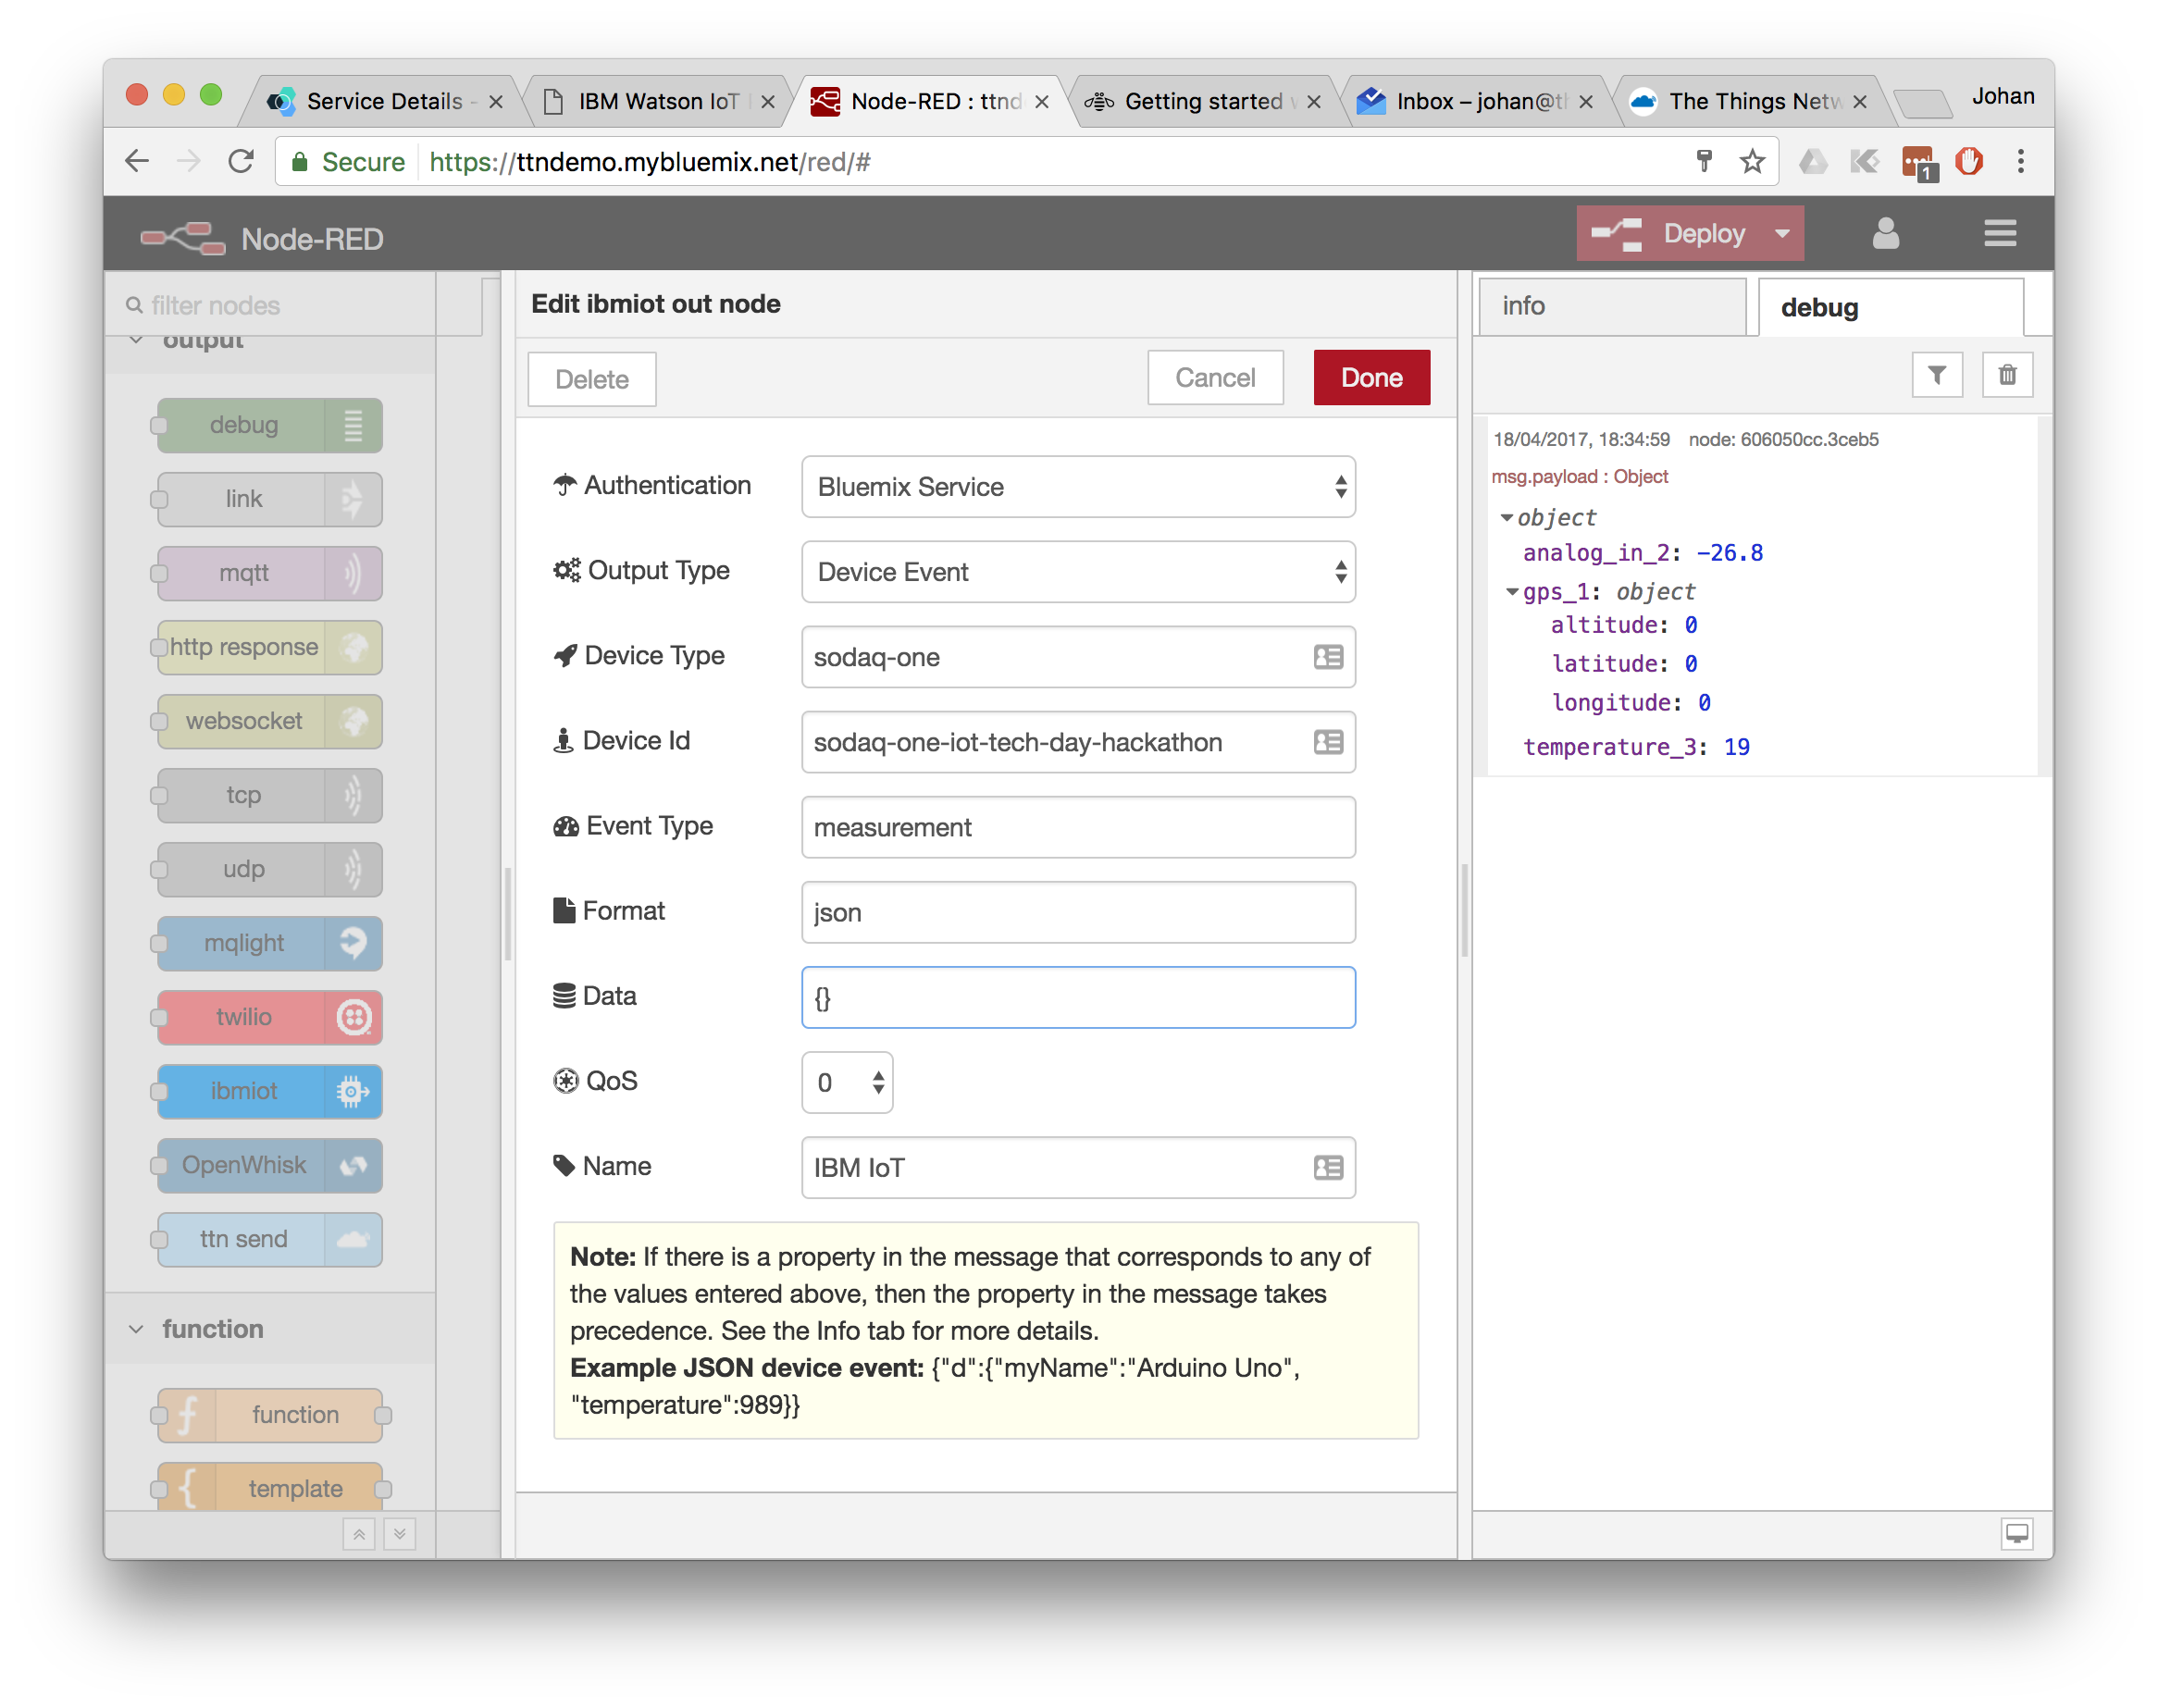 Service Details -
IBM Watson IoT
Node-RED : ttnd
Getting started
Inbox – johan@th
The Things Netw
Johan
Secure
https://ttndemo.mybluemix.net/red/#
1
Node-RED
Deploy
filter nodes
output
debug
link
mqtt
http response
websocket
tcp
udp
mqlight
twilio
ibmiot
OpenWhisk
ttn send
function
function
template
Edit ibmiot out node
Delete
Cancel
Done
Authentication
Bluemix Service
Output Type
Device Event
Device Type
sodaq-one
Device Id
sodaq-one-iot-tech-day-hackathon
Event Type
measurement
Format
json
Data
{}
QoS
0
Name
IBM IoT
Note: If there is a property in the message that corresponds to any of
the values entered above, then the property in the message takes
precedence. See the Info tab for more details.
Example JSON device event: {"d":{"myName":"Arduino Uno",
"temperature":989}}
info
debug
18/04/2017, 18:34:59 node: 606050cc.3ceb5
msg.payload : Object
object
analog_in_2: -26.8
gps_1: object
altitude: 0
latitude: 0
longitude: 0
temperature_3: 19